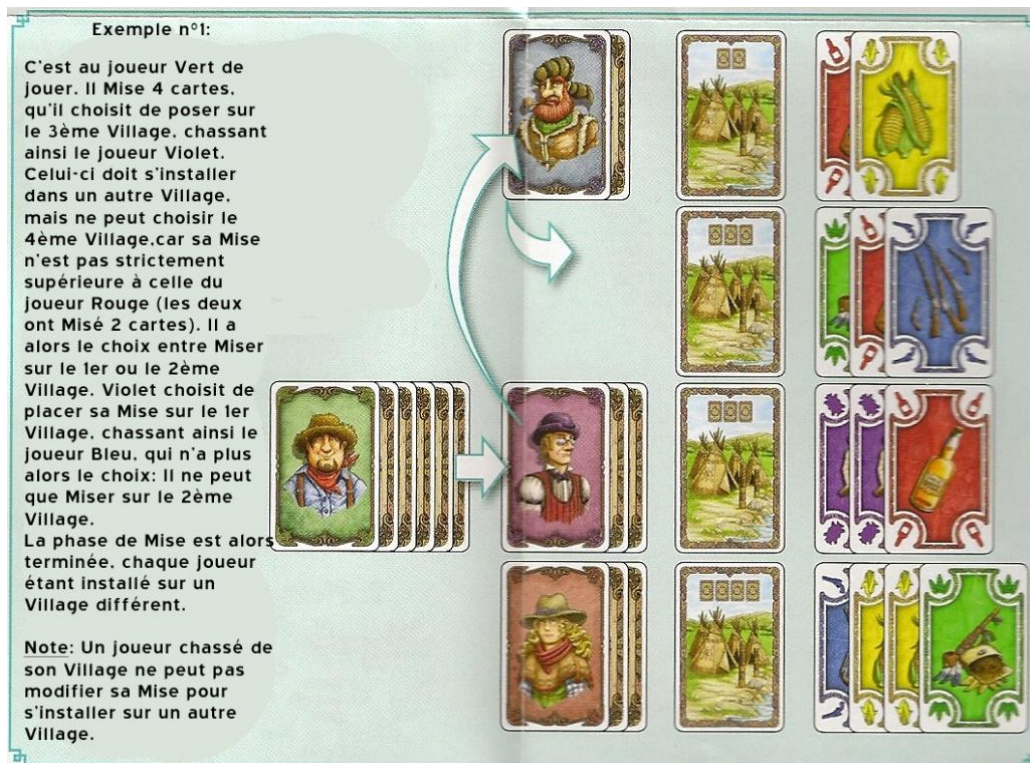 Exemple n°1:
C'est au joueur Vert de
jouer. Il Mise 4 cartes.
qu'il choisit de poser sur
le 3ème Village. chassant
ainsi le joueur Violet.
Celui-ci doit s'installer
dans un autre Village.
mais ne peut choisir le
4ème Village.car sa Mise
n'est pas strictement
supérieure à celle du
joueur Rouge (les deux
ont Misé 2 cartes). Il a
alors le choix entre Miser
sur le 1er ou le 2ème
Village. Violet choisit de
placer sa Mise sur le 1er
Village. chassant ainsi le
joueur Bleu. qui n'a plus
alors le choix: Il ne peut
que Miser sur le 2ème
Village.
La phase de Mise est alors
terminée. chaque joueur
étant installé sur un
Village différent.
Note: Un joueur chassé de
son Village ne peut pas
modifier sa Mise pour
s'installer sur un autre
Village.